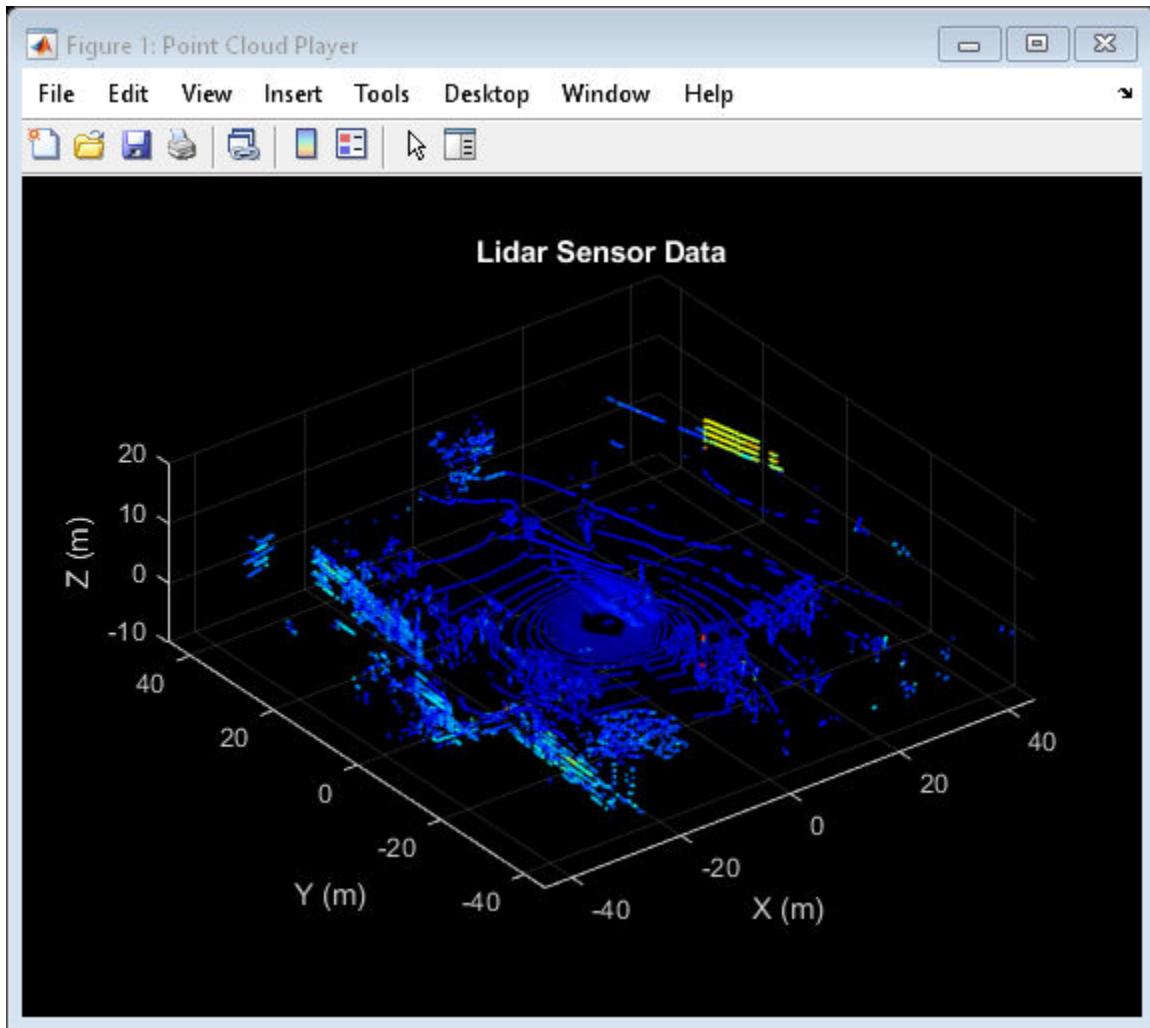 Figure 1: Point Cloud Player
File Edit View Insert Tools Desktop Window Help
Lidar Sensor Data
20
10
0
-10
Z (m)
40
20
0
-20
-40
Y (m)
-40
-20
0
20
40
X (m)